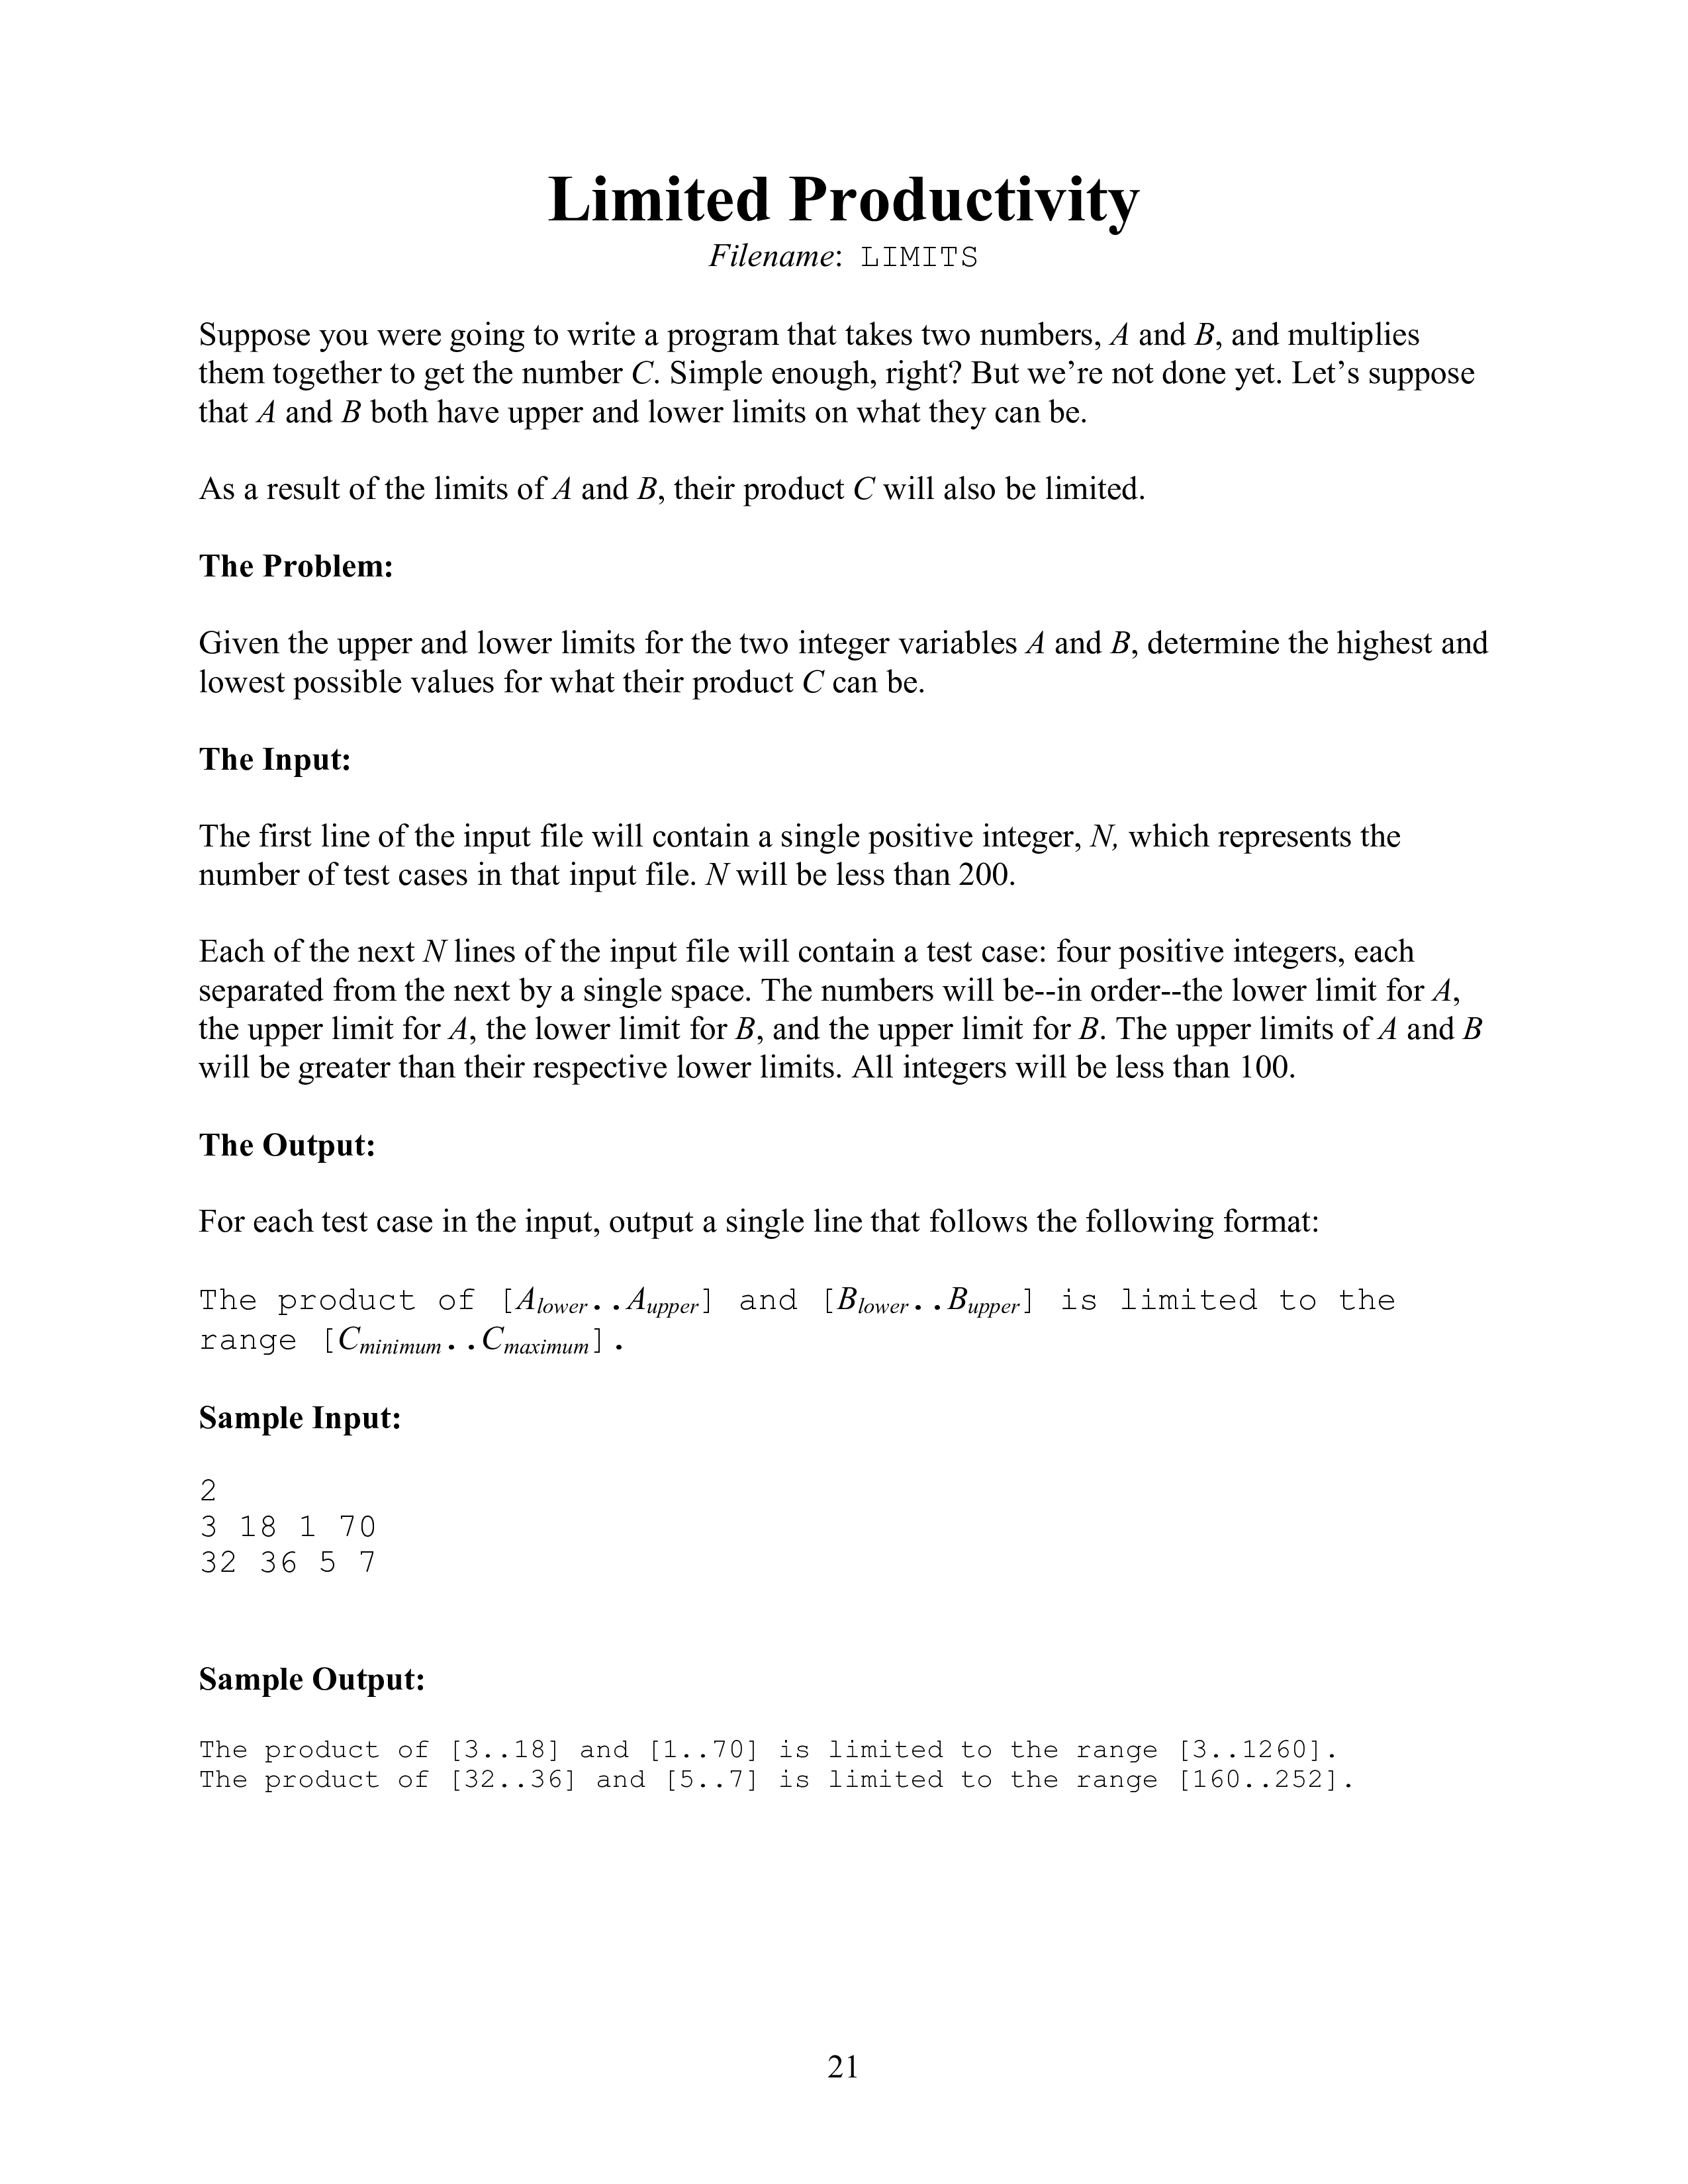 Limited Productivity
Filename: LIMITS
Suppose you were going to write a program that takes two numbers, A and B, and multiplies
them together to get the number C. Simple enough, right? But we’re not done yet. Let’s suppose
that A and B both have upper and lower limits on what they can be.
As a result of the limits of A and B, their product C will also be limited.
The Problem:
Given the upper and lower limits for the two integer variables A and B, determine the highest and
lowest possible values for what their product C can be.
The Input:
The first line of the input file will contain a single positive integer, N, which represents the
number of test cases in that input file. N will be less than 200.
Each of the next N lines of the input file will contain a test case: four positive integers, each
separated from the next by a single space. The numbers will be--in order--the lower limit for A,
the upper limit for A, the lower limit for B, and the upper limit for B. The upper limits of A and B
will be greater than their respective lower limits. All integers will be less than 100.
The Output:
For each test case in the input, output a single line that follows the following format:
The product of [Alower..Aupper] and [Blower..Bupper] is limited to the
range [Cminimum..Cmaximum].
Sample Input:
2
3 18 1 70
32 36 5 7
Sample Output:
The product of [3..18] and [1..70] is limited to the range [3..1260].
The product of [32..36] and [5..7] is limited to the range [160..252].
21